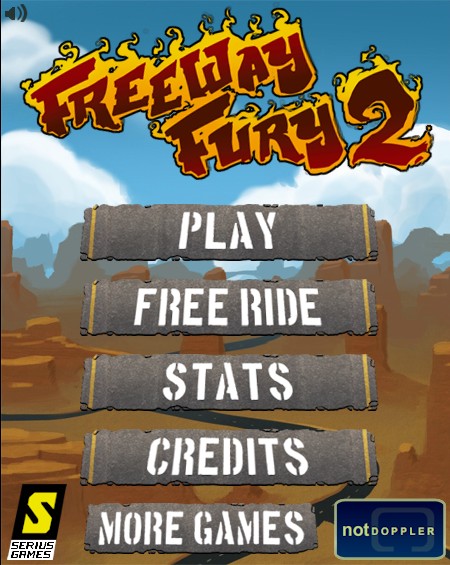 FREEWAY
FURY 2
PLAY
FREE RIDE
STATS
CREDITS
MORE GAMES
S
SERIUS
GAMES
notDOPPLER